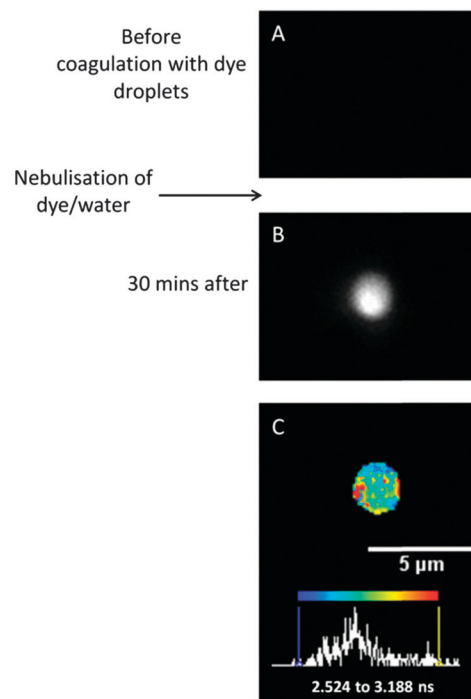 Before
coagulation with dye
droplets
A
Nebulisation of
dye/water
B
30 mins after
C
5 µm
2.524 to 3.188 ns